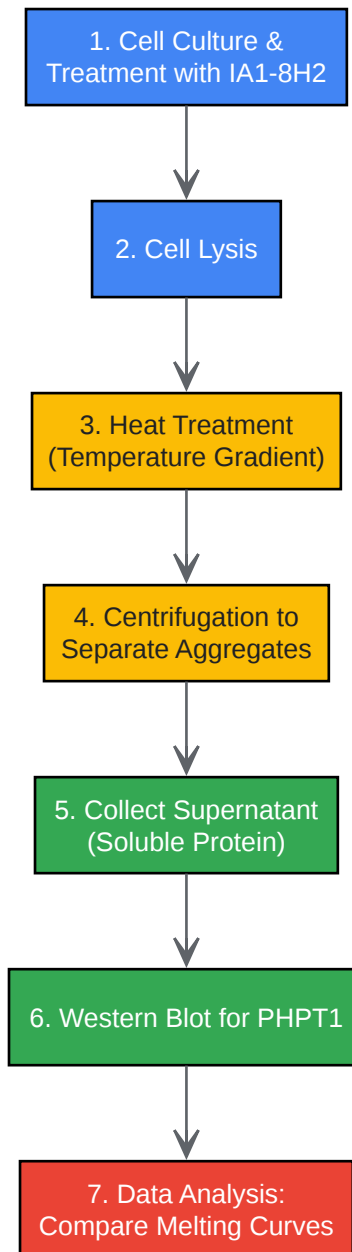 1. Cell Culture &
Treatment with IA1-8H2
2. Cell Lysis
3. Heat Treatment
(Temperature Gradient)
4. Centrifugation to
Separate Aggregates
5. Collect Supernatant
(Soluble Protein)
6. Western Blot for PHPT1
7. Data Analysis:
Compare Melting Curves